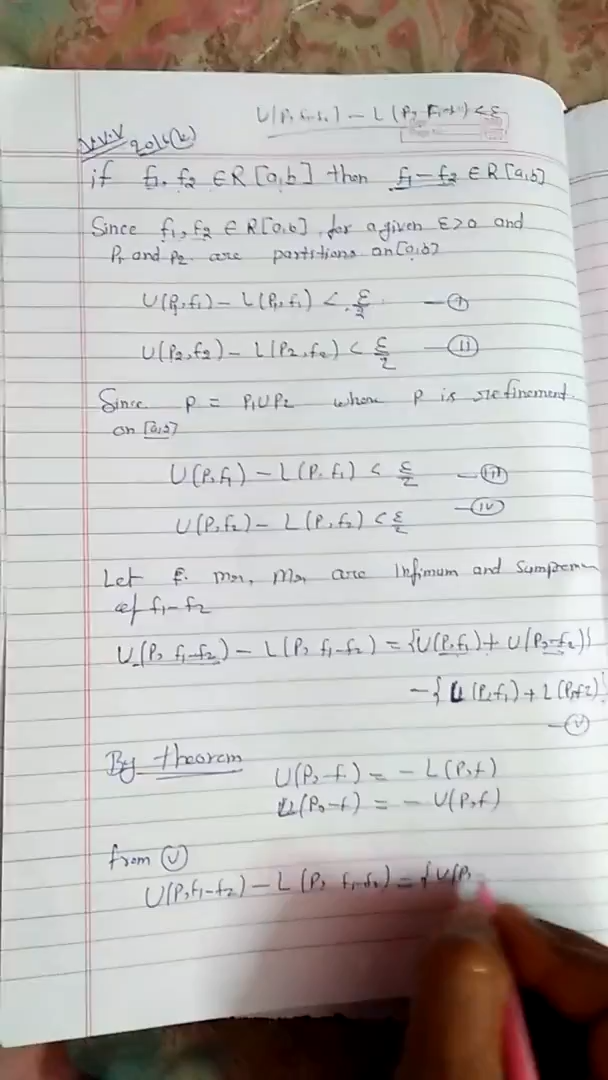 U(P, f₁-f₂) - L(P, f₁-f₂) < ε
2016
if f₁, f₂ ∈ R[a,b] then f₁-f₂ ∈ R[a,b]
Since f₁, f₂ ∈ R[a,b] for a given ε>0 and
P₁ and P₂ are partitions on [a,b]
U(P₁,f₁) - L(P₁,f₁) < ε/2 —(i)
U(P₂,f₂) - L(P₂,f₂) < ε/2 —(ii)
Since P = P₁∪P₂ where P is refinement
on [a,b]
U(P,f₁) - L(P,f₁) < ε/2 —(iii)
U(P,f₂) - L(P,f₂) < ε/2 —(iv)
Let are infimum and
of f₁-f₂
U(P, f₁-f₂) - L(P, f₁-f₂) = {U(P,f₁) + U(P,-f₂)}
-{L(P,f₁) + L(P,-f₂)}
—(v)
By theorem
U(P,-f) = - L(P,f)
L(P,-f) = - U(P,f)
from (v)
U(P,f₁-f₂) - L(P, f₁-f₂) = {U(P,